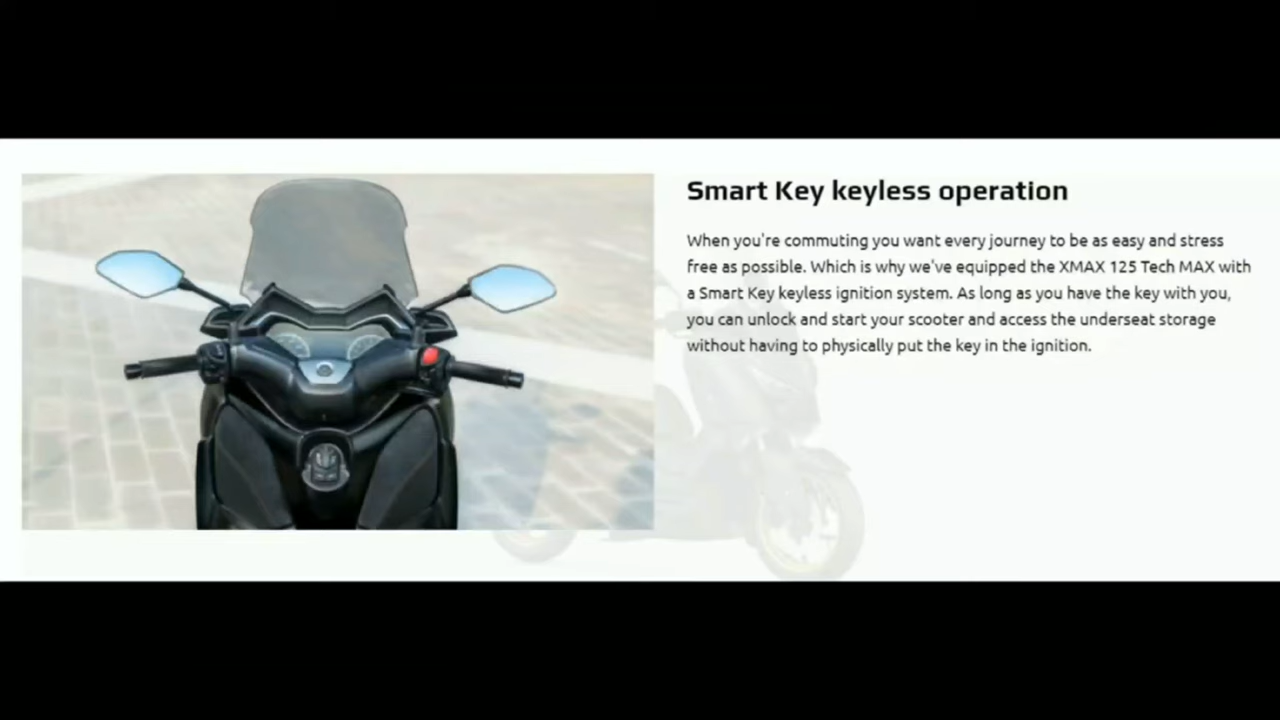 Smart Key keyless operation
When you're commuting you want every journey to be as easy and stress
free as possible. Which is why we've equipped the XMAX 125 Tech MAX with
a Smart Key keyless ignition system. As long as you have the key with you,
you can unlock and start your scooter and access the underseat storage
without having to physically put the key in the ignition.